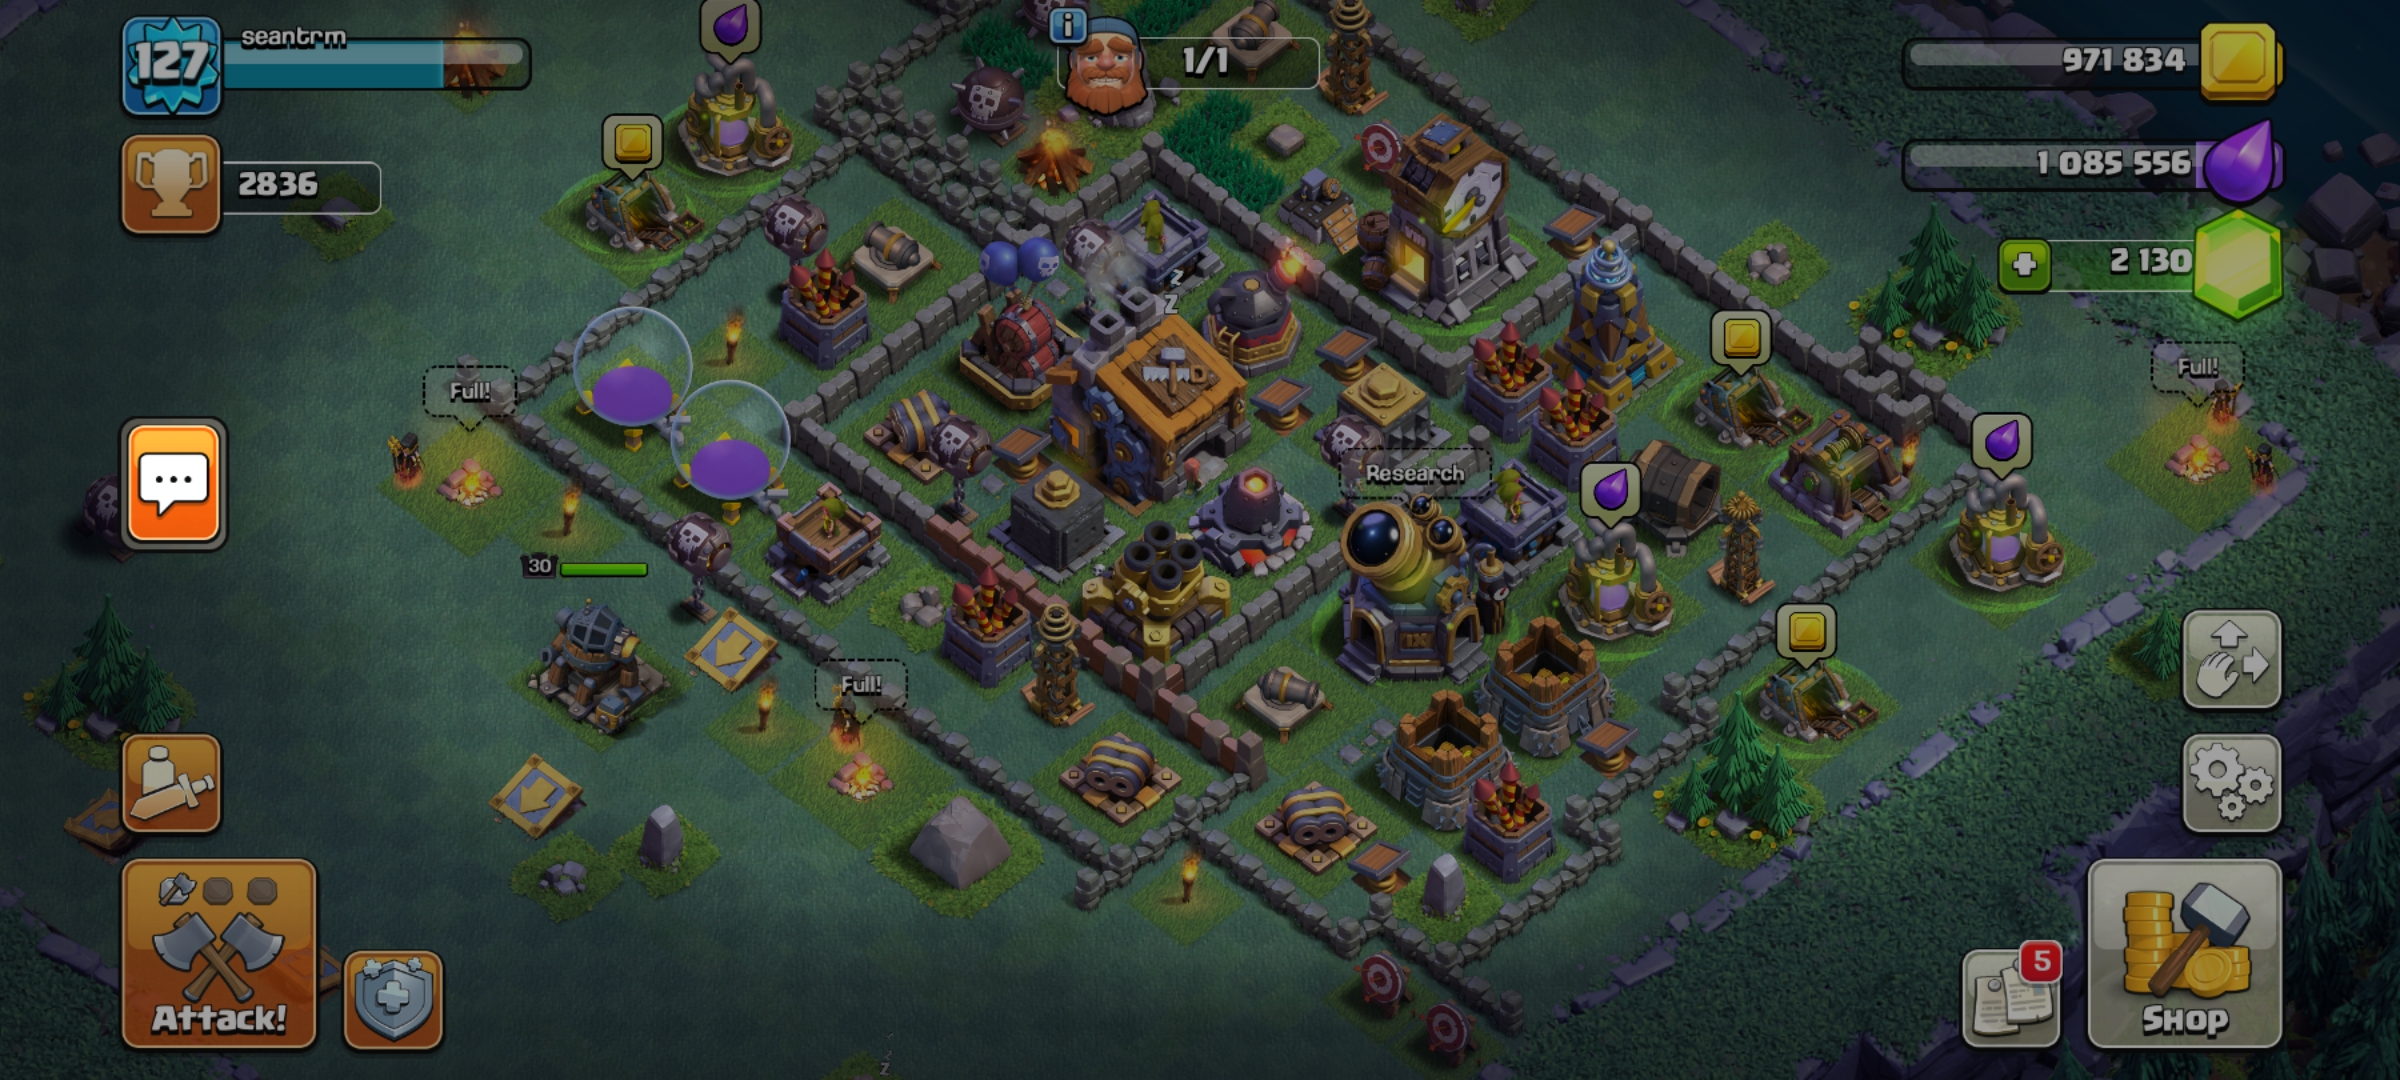 127
seantrm
1/1
971 834
2836
1 085 556
2 130
Full!
Full!
Research
30
Full!
Attack!
5
Shop